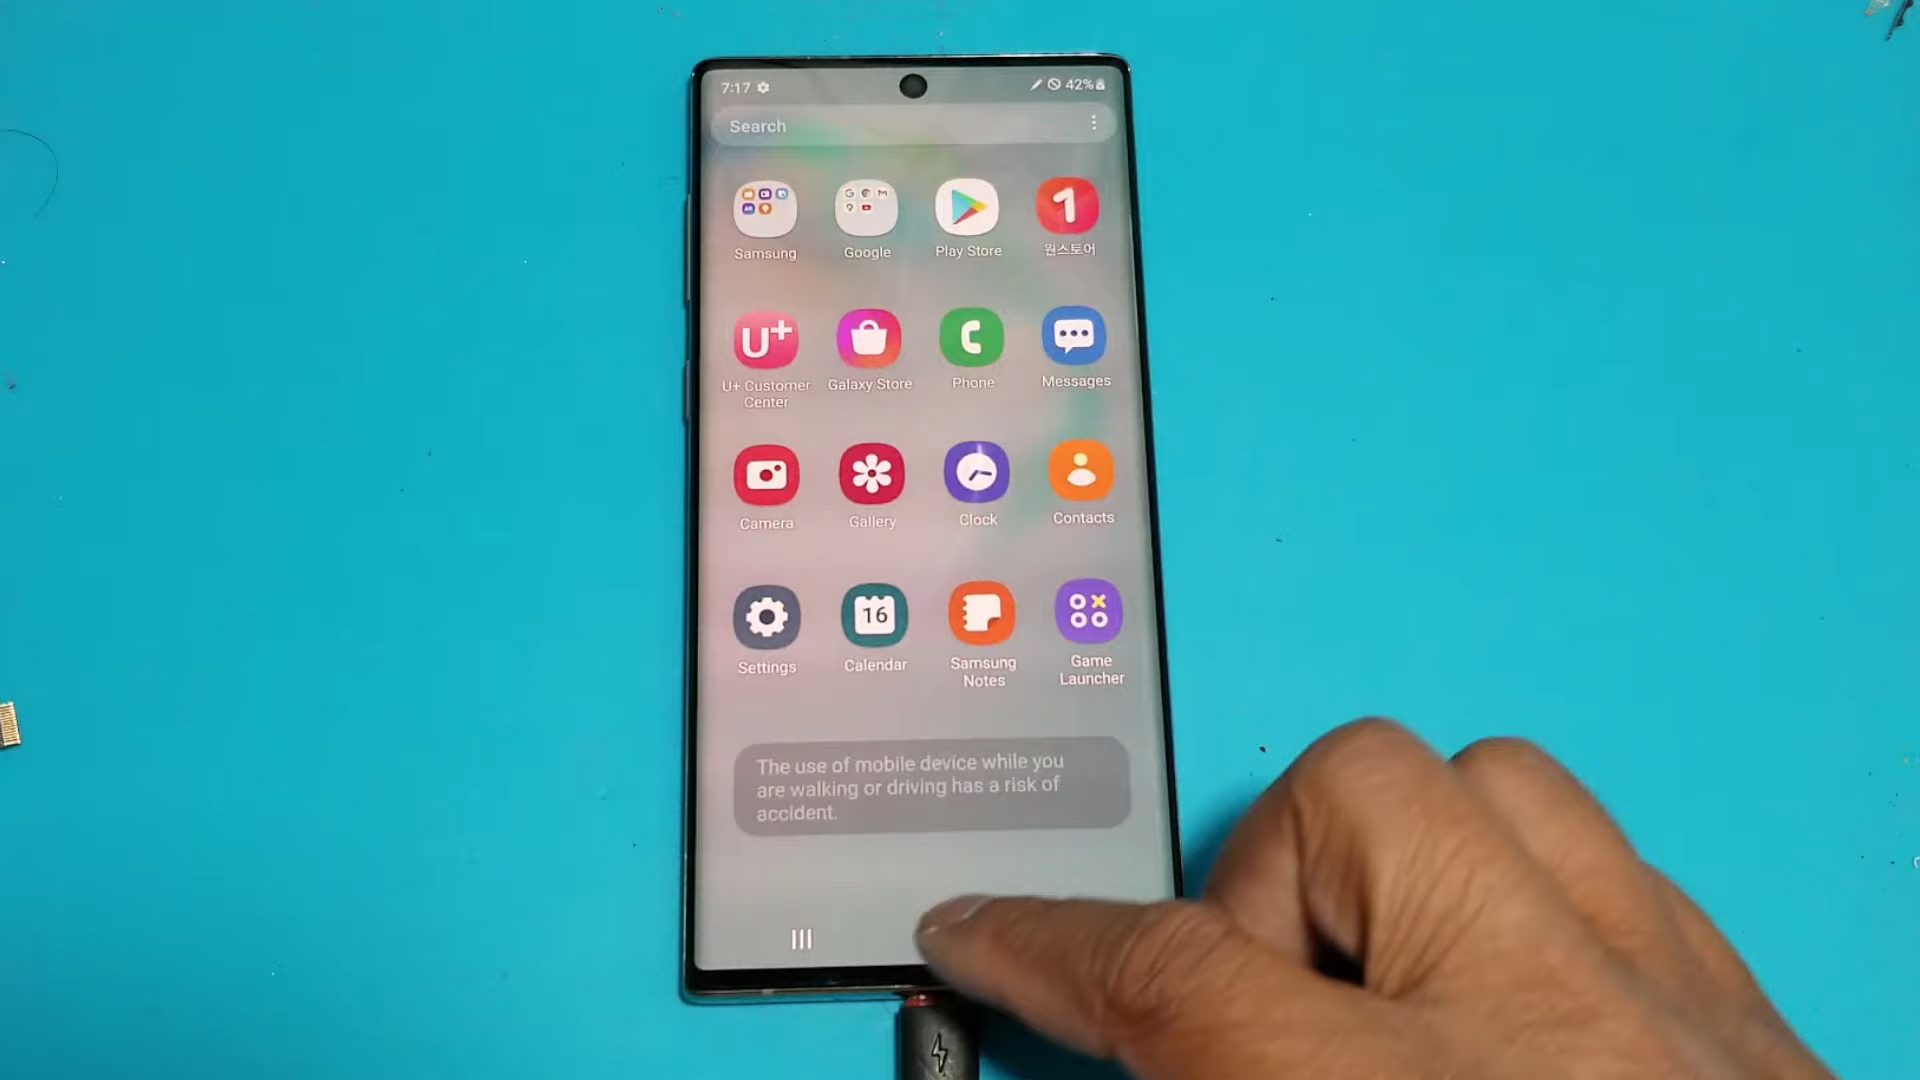 7:17
42%
Search
Samsung
Google
Play Store
원스토어
U+
U+ Customer
Center
Galaxy Store
Phone
Messages
Camera
Gallery
Clock
Contacts
16
Settings
Calendar
Samsung
Notes
Game
Launcher
The use of mobile device while you
are walking or driving has a risk of
accident.